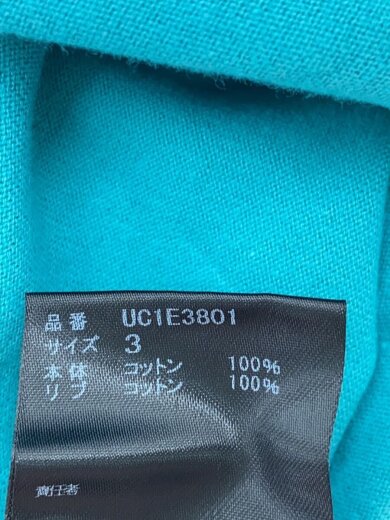 品番 UC1E3801
サイズ 3
本体 コットン 100%
リブ コットン 100%
責任者